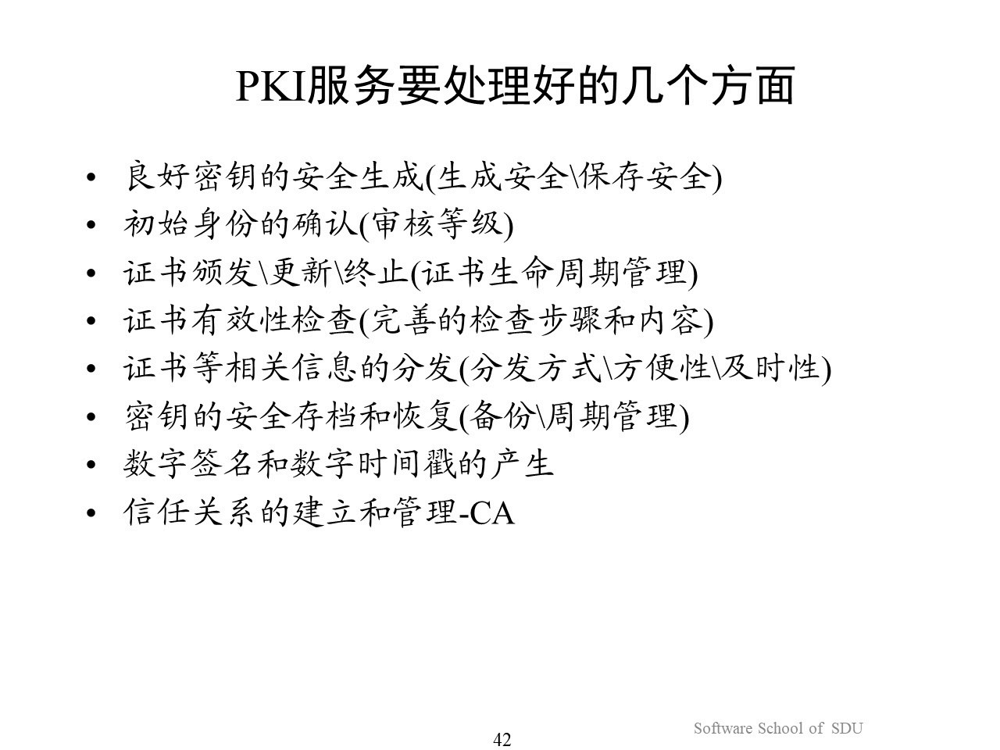 PKI服务要处理好的几个方面
• 良好密钥的安全生成(生成安全\保存安全)
• 初始身份的确认(审核等级)
• 证书颁发\更新\终止(证书生命周期管理)
• 证书有效性检查(完善的检查步骤和内容)
• 证书等相关信息的分发(分发方式\方便性\及时性)
• 密钥的安全存档和恢复(备份\周期管理)
• 数字签名和数字时间戳的产生
• 信任关系的建立和管理-CA
Software School of SDU
42